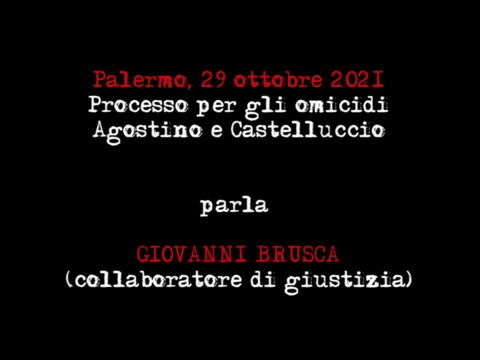 Palermo, 29 ottobre 2021
Processo per gli omicidi
Agostino e Castelluccio
parla
GIOVANNI BRUSCA
(collaboratore di giustizia)